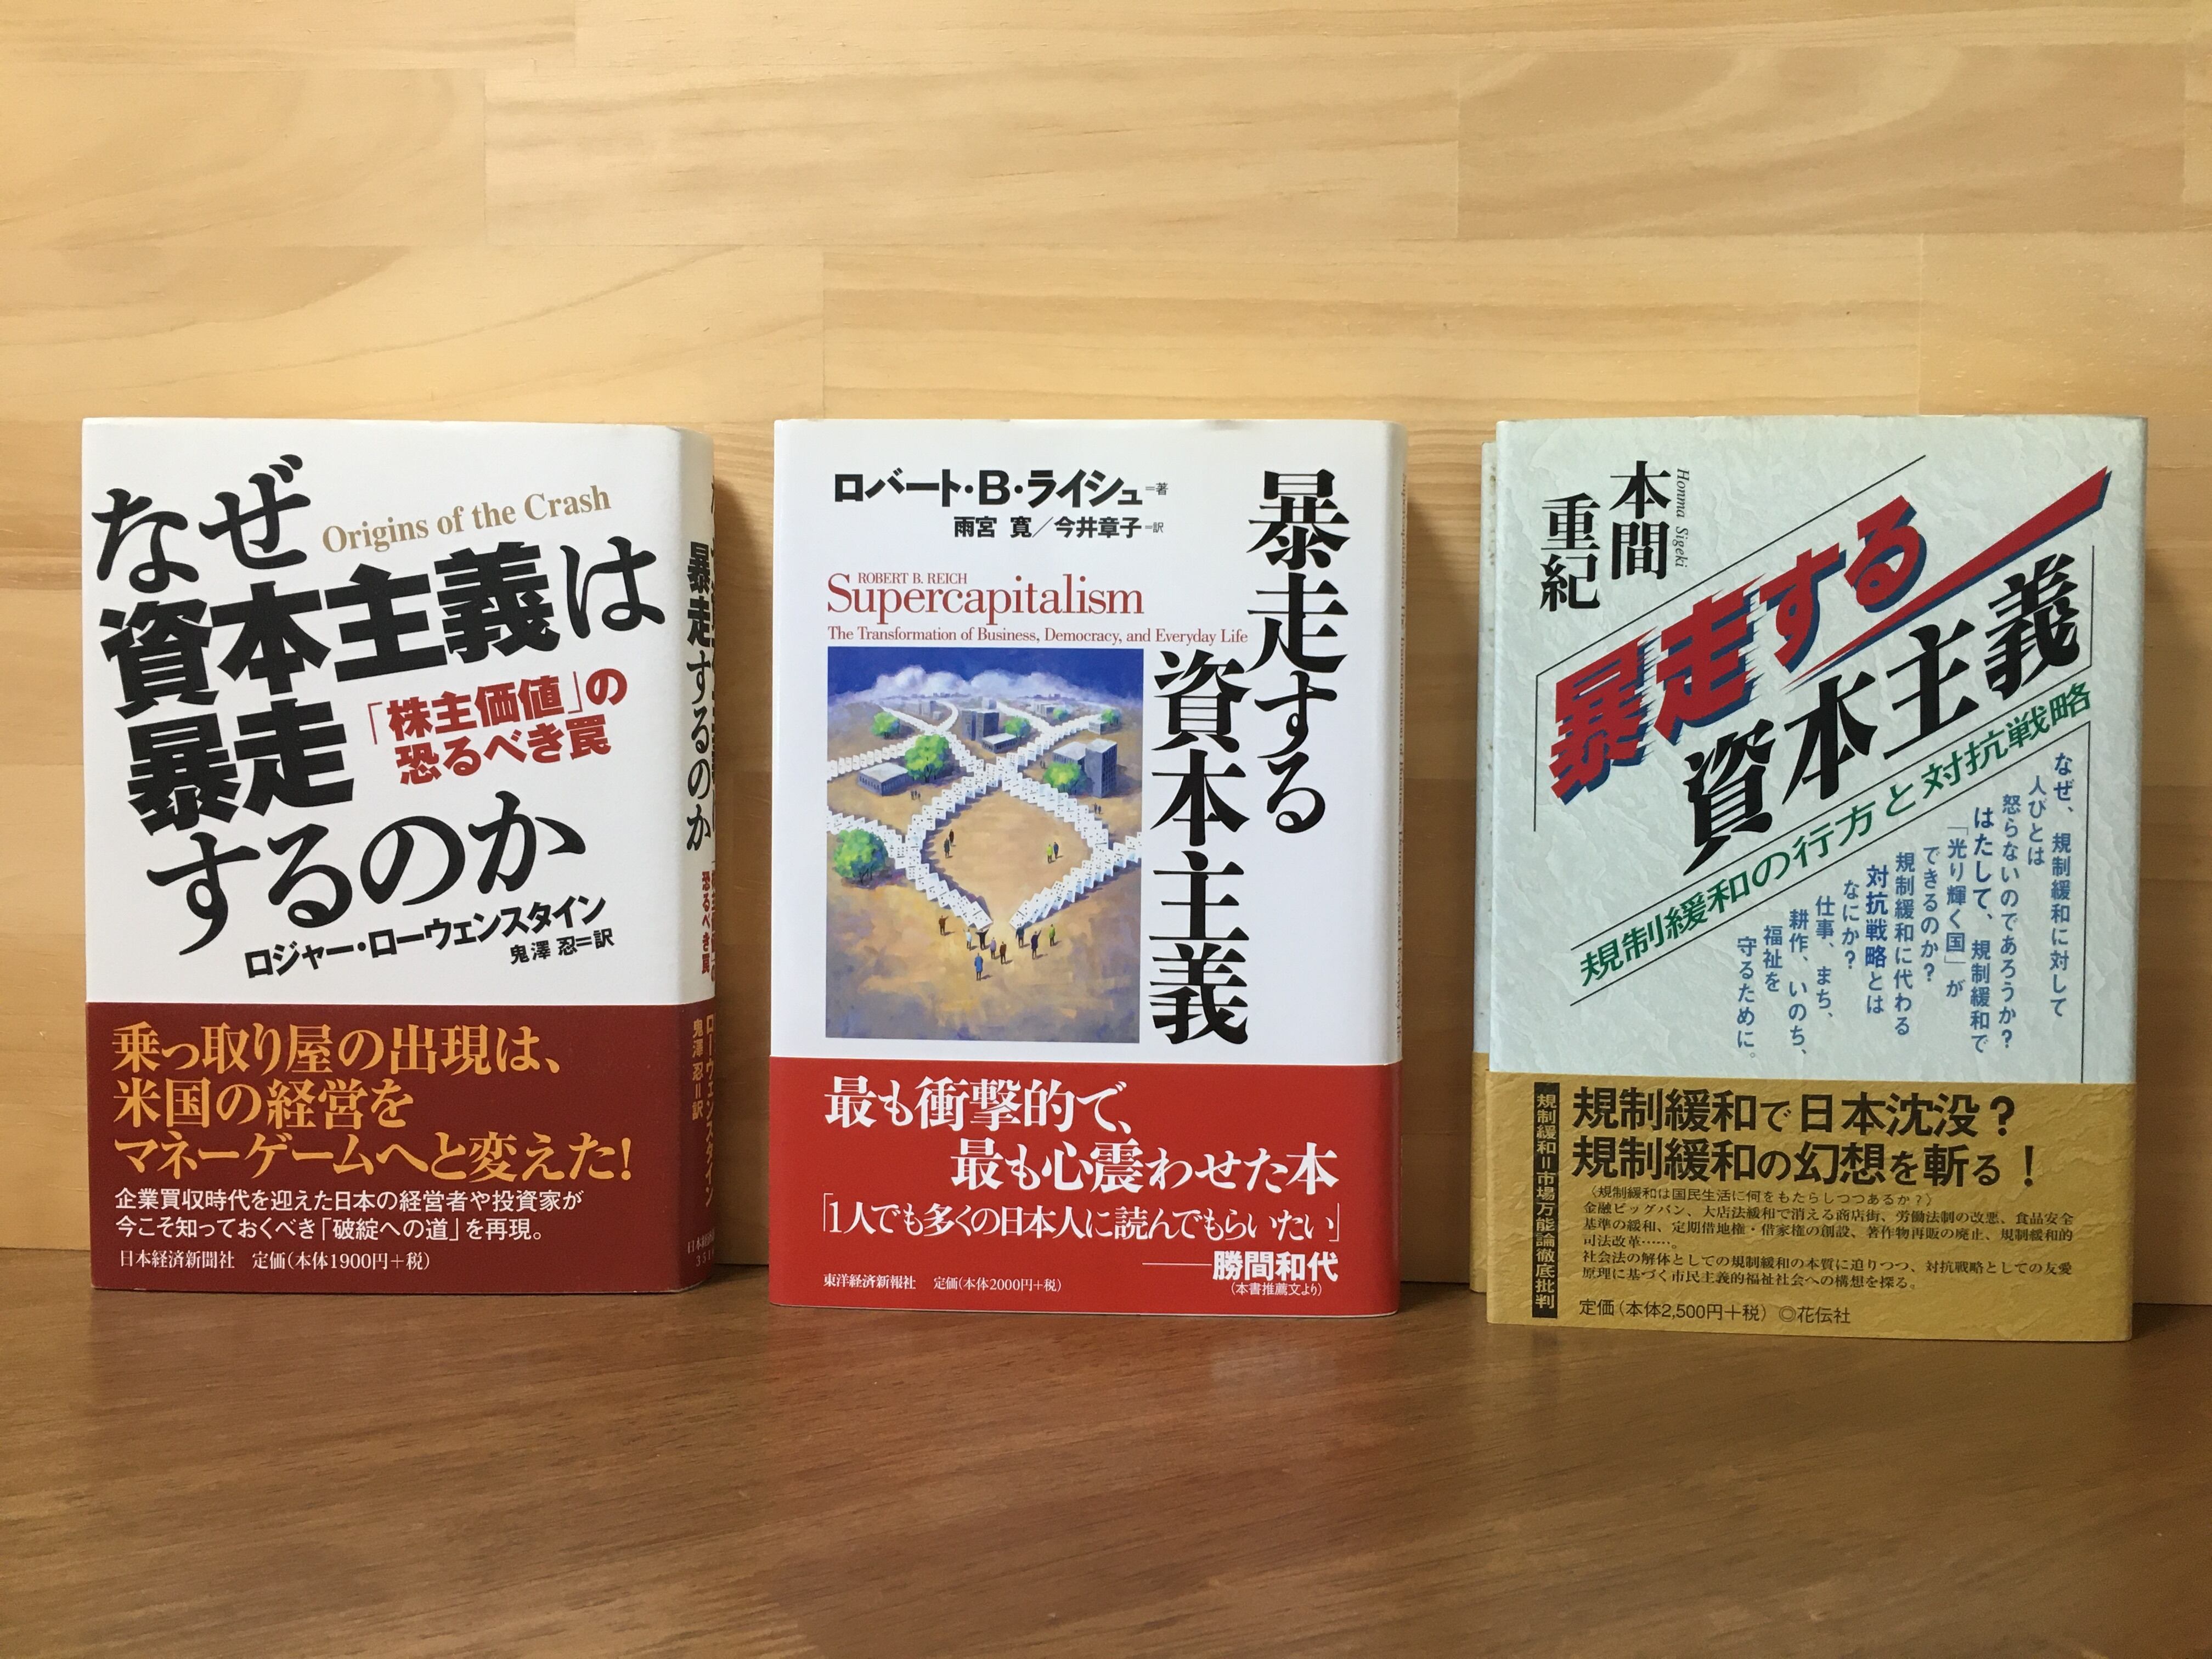 なぜ
Origins of the Crash
資本主義は
暴走
「株主価値」の
恐るべき罠
するのか
ロジャー・ローウェンスタイン
鬼澤 忍=訳
乗っ取り屋の出現は、
米国の経営を
マネーゲームへと変えた!
企業買収時代を迎えた日本の経営者や投資家が
今こそ知っておくべき「破綻への道」を再現。
日本経済新聞社 定価(本体1900円+税)
暴走するのか
恐るべき罠
ローウェンスタイン
鬼澤 忍=訳
ロバート・B・ライシュ=著
雨宮 寛/今井章子=訳
暴走する
資本主義
ROBERT B. REICH
Supercapitalism
The Transformation of Business, Democracy, and Everyday Life
最も衝撃的で、
最も心震わせた本
「1人でも多くの日本人に読んでもらいたい」
——勝間和代
(本書推薦文より)
東洋経済新報社 定価(本体2000円+税)
本間
重紀
Honma Sigeki
暴走する
資本主義
規制緩和の行方と対抗戦略
なぜ、規制緩和に対して
人びとは
怒らないのであろうか?
はたして、規制緩和で
「光り輝く国」が
できるのか?
規制緩和に代わる
対抗戦略とは
なにか?
仕事、まち、
耕作、いのち、
福祉を
守るために。
規制緩和=市場万能論徹底批判
規制緩和で日本沈没?
規制緩和の幻想を斬る!
〈規制緩和は国民生活に何をもたらしつつあるか?〉
金融ビッグバン、大店法緩和で消える商店街、労働法制の改悪、食品安全
基準の緩和、定期借地権・借家権の創設、著作物再販の廃止、規制緩和的
司法改革……。
社会法の解体としての規制緩和の本質に迫りつつ、対抗戦略としての友愛
原理に基づく市民主義的福祉社会への構想を探る。
定価(本体2,500円+税) ◎花伝社